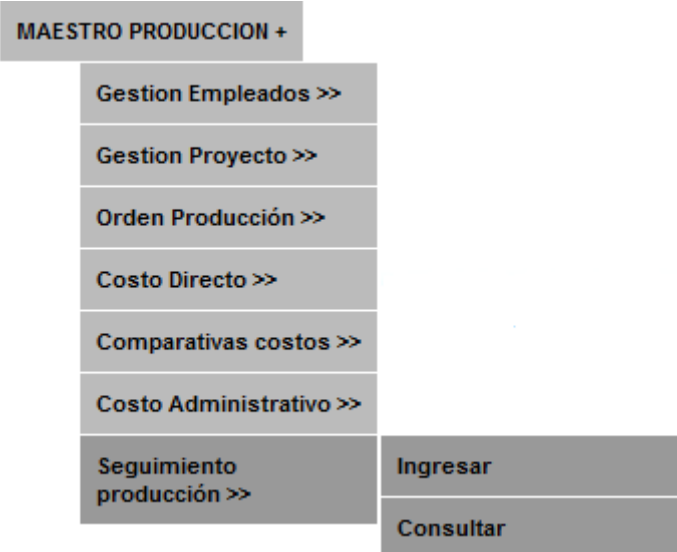 MAESTRO PRODUCCION +
Gestion Empleados >>
Gestion Proyecto >>
Orden Producción >>
Costo Directo >>
Comparativas costos >>
Costo Administrativo >>
Seguimiento
producción >>
Ingresar
Consultar